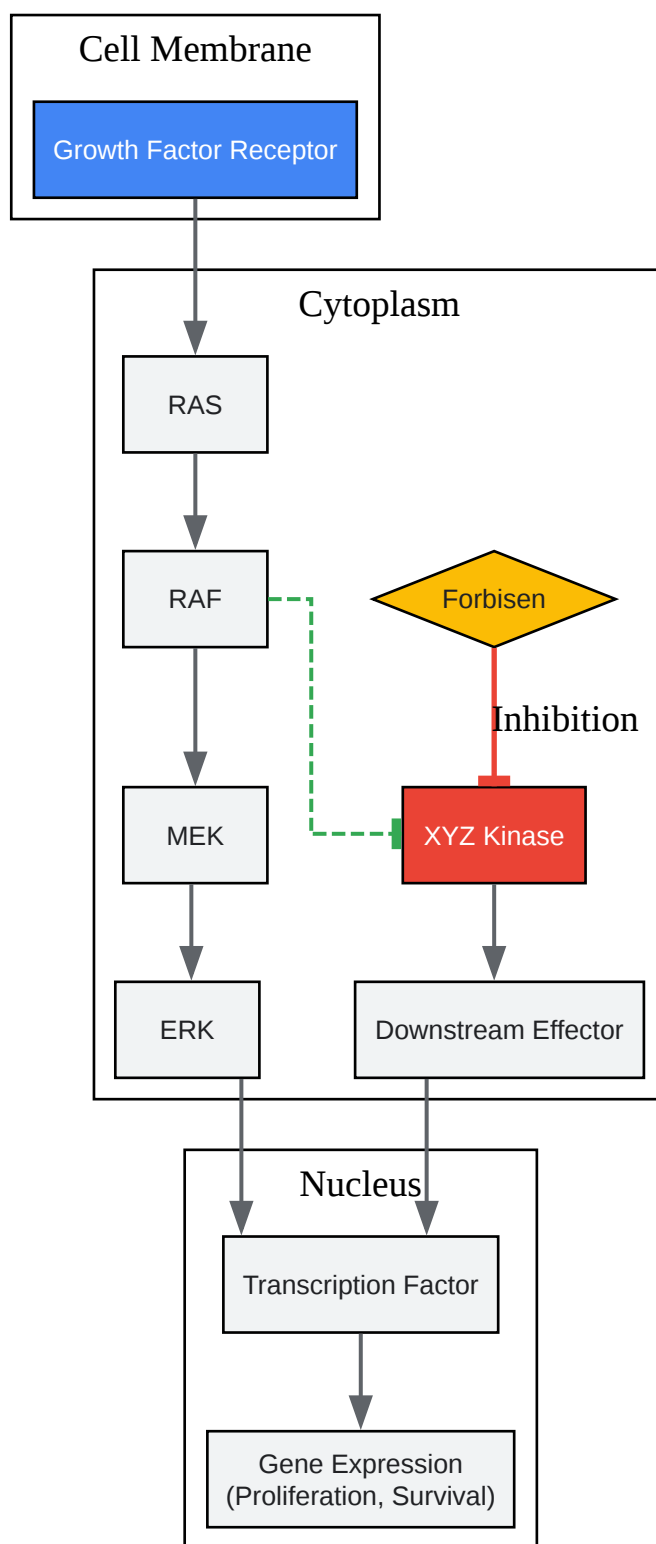 Cell Membrane
Growth Factor Receptor
Cytoplasm
RAS
RAF
Forbisen
Inhibition
MEK
XYZ Kinase
ERK
Downstream Effector
Nucleus
Transcription Factor
Gene Expression
(Proliferation, Survival)